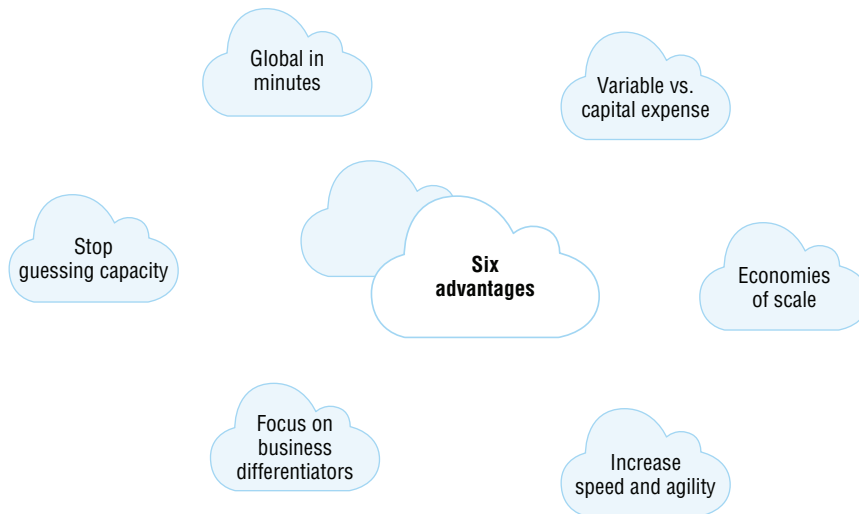 Global in
minutes
Variable vs.
capital expense
Stop
guessing capacity
Six
advantages
Economies
of scale
Focus on
business
differentiators
Increase
speed and agility